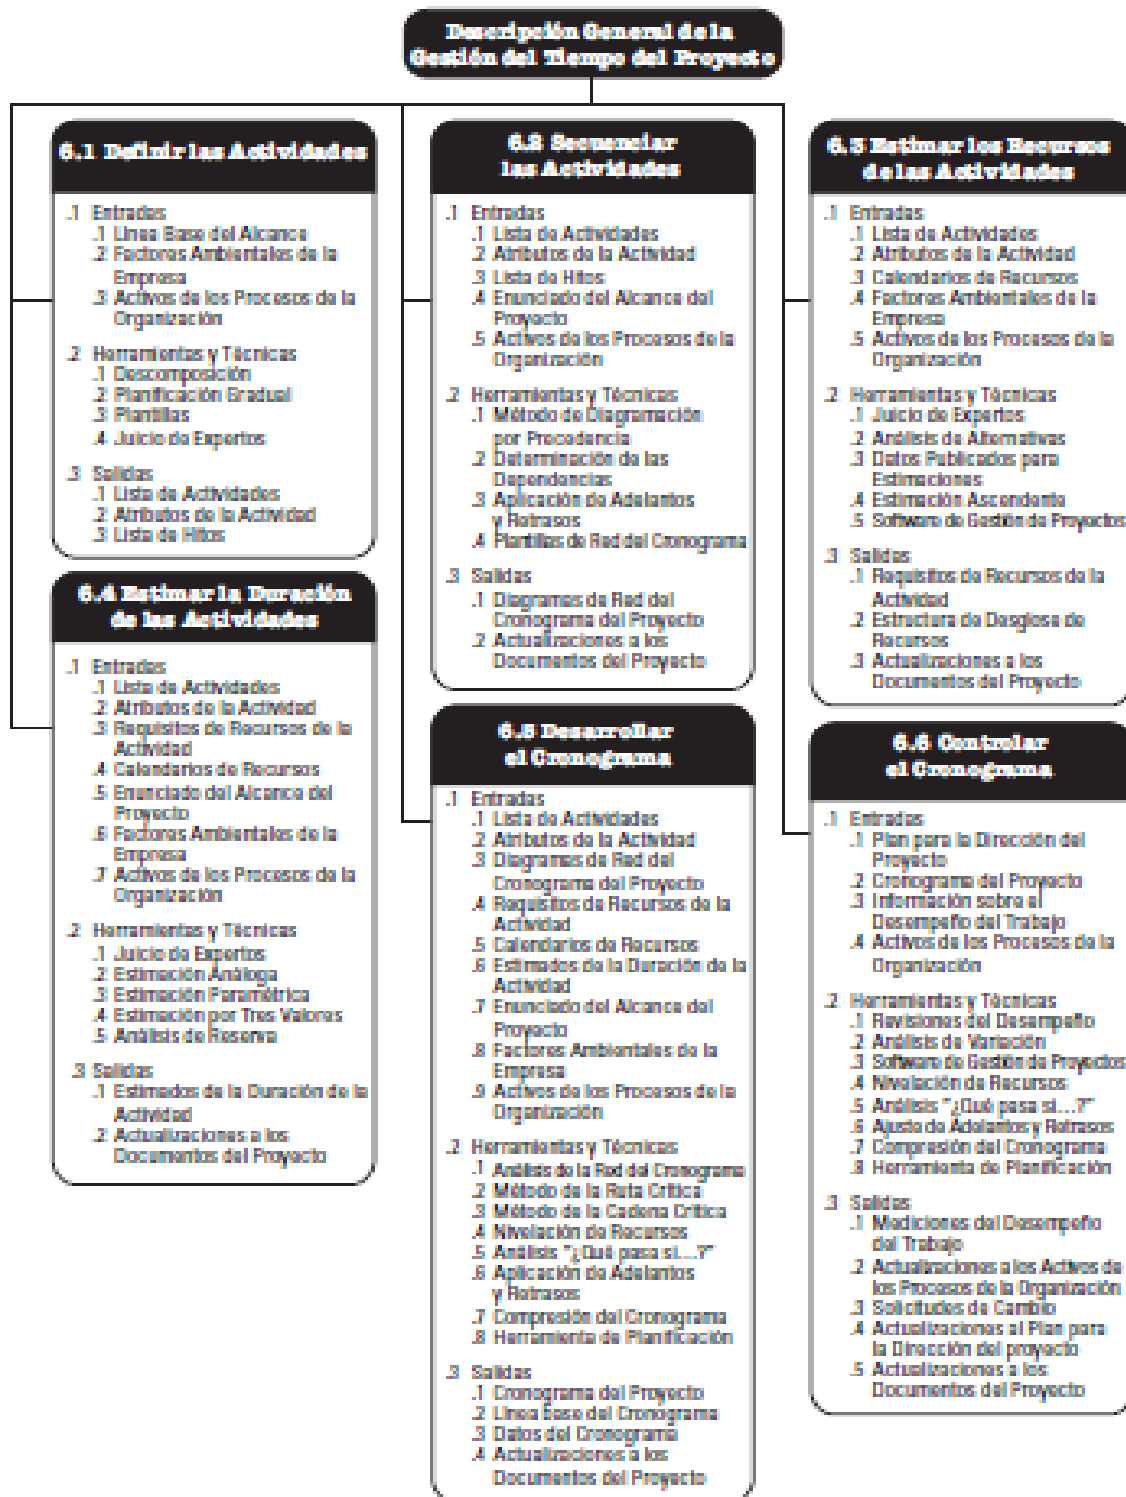 Descripción General de la
Gestión del Tiempo del Proyecto
6.1 Definir las Actividades
.1 Entradas
.1 Línea Base del Alcance
.2 Factores Ambientales de la
Empresa
.3 Activos de los Procesos de la
Organización
.2 Herramientas y Técnicas
.1 Descomposición
.2 Planificación Gradual
.3 Plantillas
.4 Juicio de Expertos
.3 Salidas
.1 Lista de Actividades
.2 Atributos de la Actividad
.3 Lista de Hitos
6.2 Secuenciar
las Actividades
.1 Entradas
.1 Lista de Actividades
.2 Atributos de la Actividad
.3 Lista de Hitos
.4 Enunciado del Alcance del
Proyecto
.5 Activos de los Procesos de la
Organización
.2 Herramientas y Técnicas
.1 Método de Diagramación
por Precedencia
.2 Determinación de las
Dependencias
.3 Aplicación de Adelantos
y Retrasos
.4 Plantillas de Red del Cronograma
.3 Salidas
.1 Diagramas de Red del
Cronograma del Proyecto
.2 Actualizaciones a los
Documentos del Proyecto
6.3 Estimar los Recursos
de las Actividades
.1 Entradas
.1 Lista de Actividades
.2 Atributos de la Actividad
.3 Calendarios de Recursos
.4 Factores Ambientales de la
Empresa
.5 Activos de los Procesos de la
Organización
.2 Herramientas y Técnicas
.1 Juicio de Expertos
.2 Análisis de Alternativas
.3 Datos Publicados para
Estimaciones
.4 Estimación Ascendente
.5 Software de Gestión de Proyectos
.3 Salidas
.1 Requisitos de Recursos de la
Actividad
.2 Estructura de Desglose de
Recursos
.3 Actualizaciones a los
Documentos del Proyecto
6.4 Estimar la Duración
de las Actividades
.1 Entradas
.1 Lista de Actividades
.2 Atributos de la Actividad
.3 Requisitos de Recursos de la
Actividad
.4 Calendarios de Recursos
.5 Enunciado del Alcance del
Proyecto
.6 Factores Ambientales de la
Empresa
.7 Activos de los Procesos de la
Organización
.2 Herramientas y Técnicas
.1 Juicio de Expertos
.2 Estimación Análoga
.3 Estimación Paramétrica
.4 Estimación por Tres Valores
.5 Análisis de Reserva
.3 Salidas
.1 Estimados de la Duración de la
Actividad
.2 Actualizaciones a los
Documentos del Proyecto
6.5 Desarrollar
el Cronograma
.1 Entradas
.1 Lista de Actividades
.2 Atributos de la Actividad
.3 Diagramas de Red del
Cronograma del Proyecto
.4 Requisitos de Recursos de la
Actividad
.5 Calendarios de Recursos
.6 Estimados de la Duración de la
Actividad
.7 Enunciado del Alcance del
Proyecto
.8 Factores Ambientales de la
Empresa
.9 Activos de los Procesos de la
Organización
.2 Herramientas y Técnicas
.1 Análisis de la Red del Cronograma
.2 Método de la Ruta Crítica
.3 Método de la Cadena Crítica
.4 Nivelación de Recursos
.5 Análisis "¿Qué pasa si...?"
.6 Aplicación de Adelantos
y Retrasos
.7 Compresión del Cronograma
.8 Herramienta de Planificación
.3 Salidas
.1 Cronograma del Proyecto
.2 Línea base del Cronograma
.3 Datos del Cronograma
.4 Actualizaciones a los
Documentos del Proyecto
6.6 Controlar
el Cronograma
.1 Entradas
.1 Plan para la Dirección del
Proyecto
.2 Cronograma del Proyecto
.3 Información sobre el
Desempeño del Trabajo
.4 Activos de los Procesos de la
Organización
.2 Herramientas y Técnicas
.1 Revisiones del Desempeño
.2 Análisis de Variación
.3 Software de Gestión de Proyectos
.4 Nivelación de Recursos
.5 Análisis "¿Qué pasa si...?"
.6 Ajuste de Adelantos y Retrasos
.7 Compresión del Cronograma
.8 Herramienta de Planificación
.3 Salidas
.1 Mediciones del Desempeño
del Trabajo
.2 Actualizaciones a los Activos de
los Procesos de la Organización
.3 Solicitudes de Cambio
.4 Actualizaciones al Plan para
la Dirección del proyecto
.5 Actualizaciones a los
Documentos del Proyecto